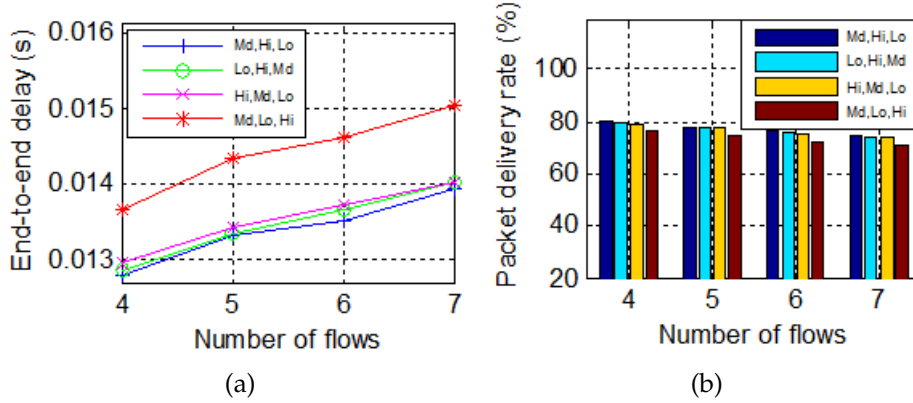 0.016
0.015
0.014
0.013
End-to-end delay (s)
Md,Hi,Lo
Lo,Hi,Md
Hi,Md,Lo
Md,Lo,Hi
4 5 6 7
Number of flows
(a)
Packet delivery rate (%)
100
80
60
40
20
Md,Hi,Lo
Lo,Hi,Md
Hi,Md,Lo
Md,Lo,Hi
4 5 6 7
Number of flows
(b)